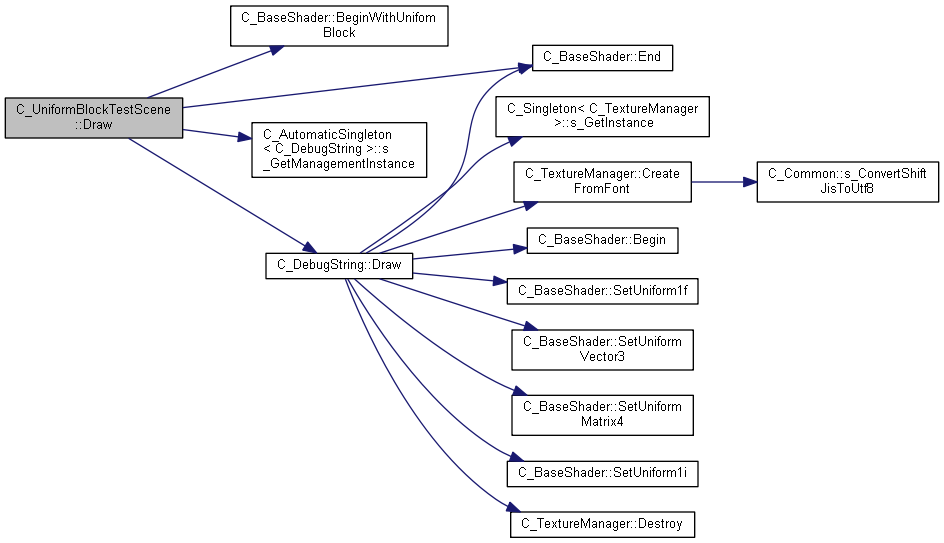 C_BaseShader::BeginWithUnifom
Block
C_BaseShader::End
C_UniformBlockTestScene
::Draw
C_Singleton< C_TextureManager
>::s_GetInstance
C_AutomaticSingleton
< C_DebugString >::s
_GetManagementInstance
C_TextureManager::Create
FromFont
C_Common::s_ConvertShift
JisToUtf8
C_BaseShader::Begin
C_DebugString::Draw
C_BaseShader::SetUniform1f
C_BaseShader::SetUniform
Vector3
C_BaseShader::SetUniform
Matrix4
C_BaseShader::SetUniform1i
C_TextureManager::Destroy